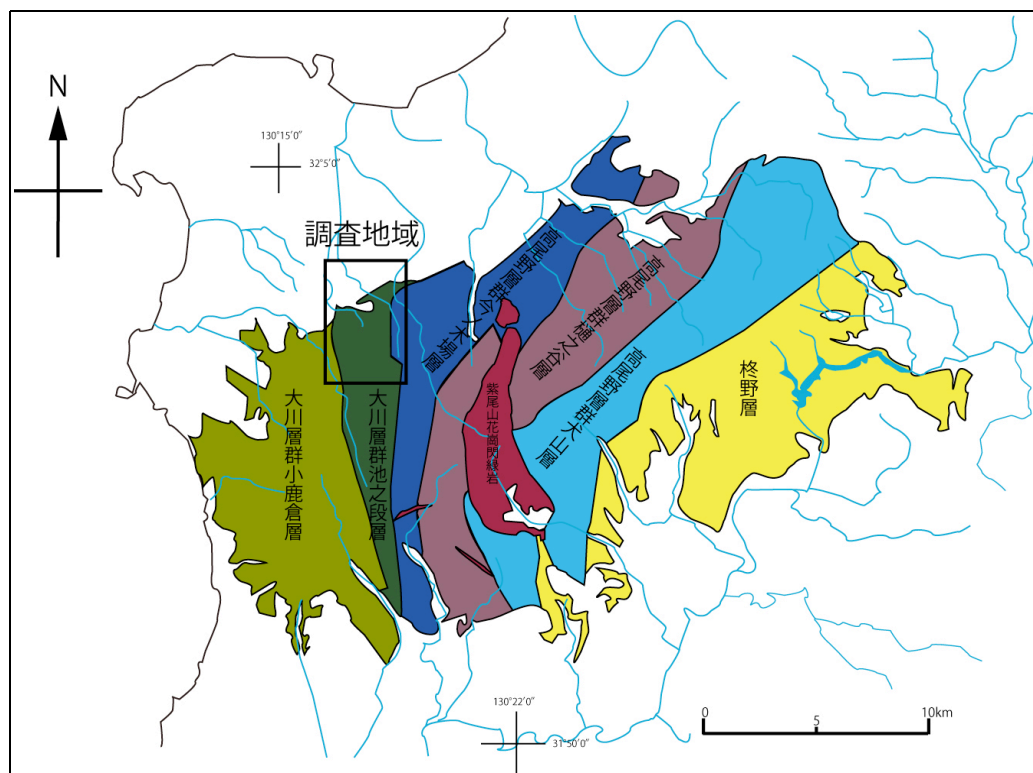 N
130°15′0″
32°5′0″
調査地域
高尾野層群今ノ木場層
高尾野層群樋之谷層
高尾野層群犬山層
柊野層
紫尾山花崗閃緑岩
大川層群小鹿倉層
大川層群池之段層
130°22′0″
31°50′0″
0
5
10km